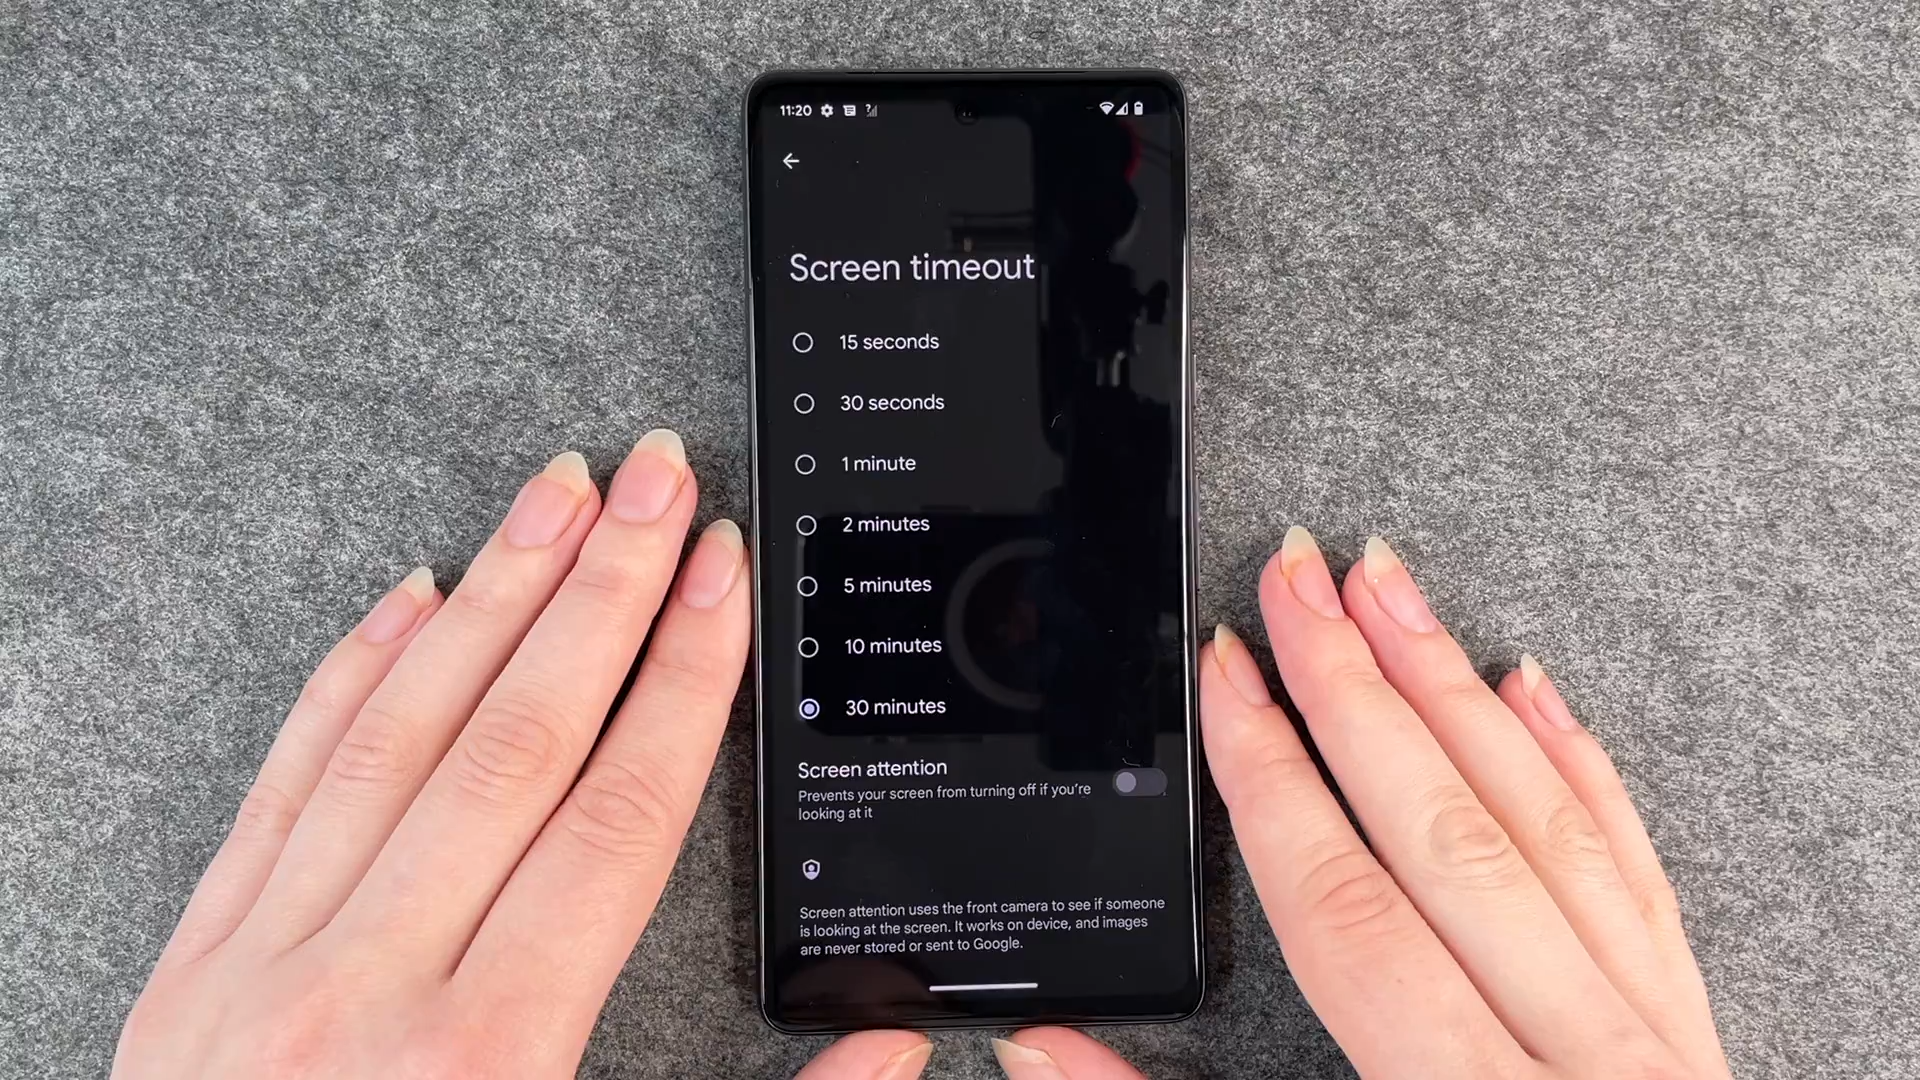 11:20
Screen timeout
15 seconds
30 seconds
1 minute
2 minutes
5 minutes
10 minutes
30 minutes
Screen attention
Prevents your screen from turning off if you're
looking at it
Screen attention uses the front camera to see if someone
is looking at the screen. It works on device, and images
are never stored or sent to Google.